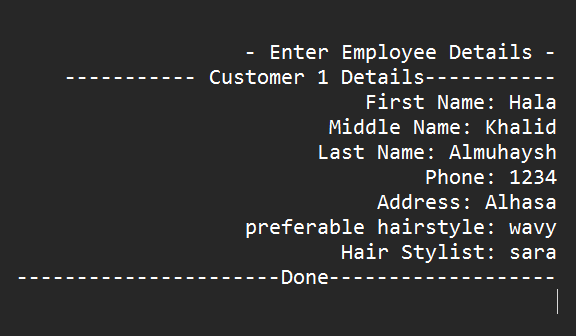 - Enter Employee Details -
----------- Customer 1 Details-----------
First Name: Hala
Middle Name: Khalid
Last Name: Almuhaysh
Phone: 1234
Address: Alhasa
preferable hairstyle: wavy
Hair Stylist: sara
----------------------Done-------------------